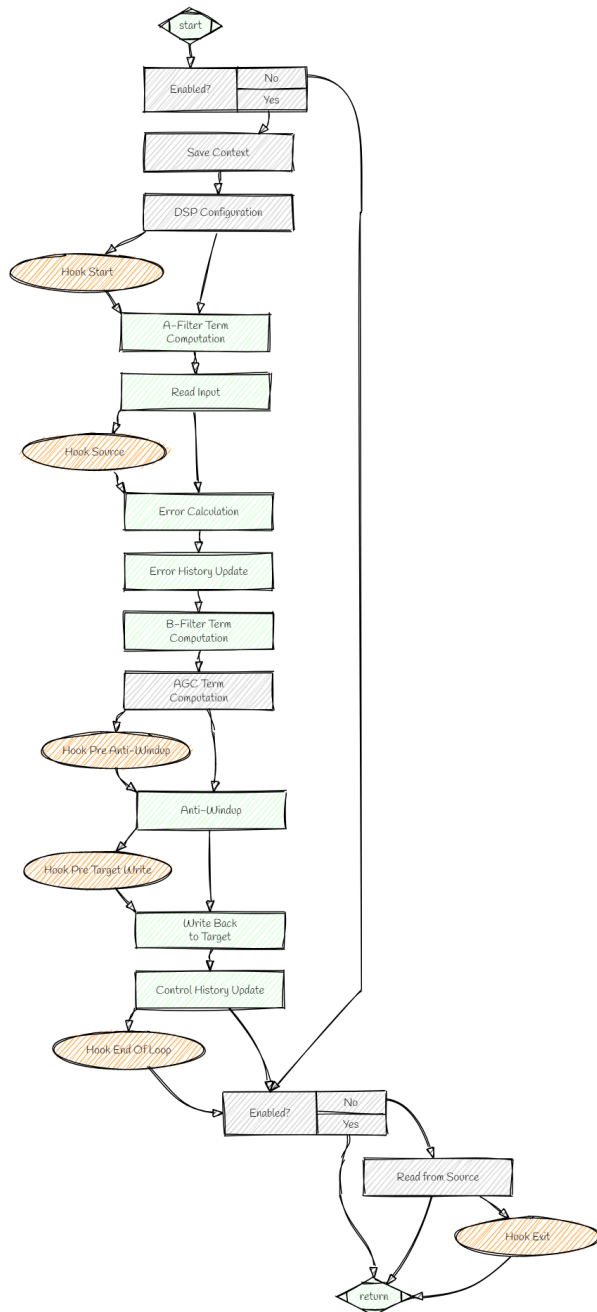 start
Enabled?
No
Yes
Save Context
DSP Configuration
Hook Start
A-Filter Term
Computation
Read Input
Hook Source
Error Calculation
Error History Update
B-Filter Term
Computation
AGC Term
Computation
Hook Pre Anti-Windup
Anti-Windup
Hook Pre Target Write
Write Back
to Target
Control History Update
Hook End Of Loop
Enabled?
No
Yes
Read from Source
Hook Exit
return